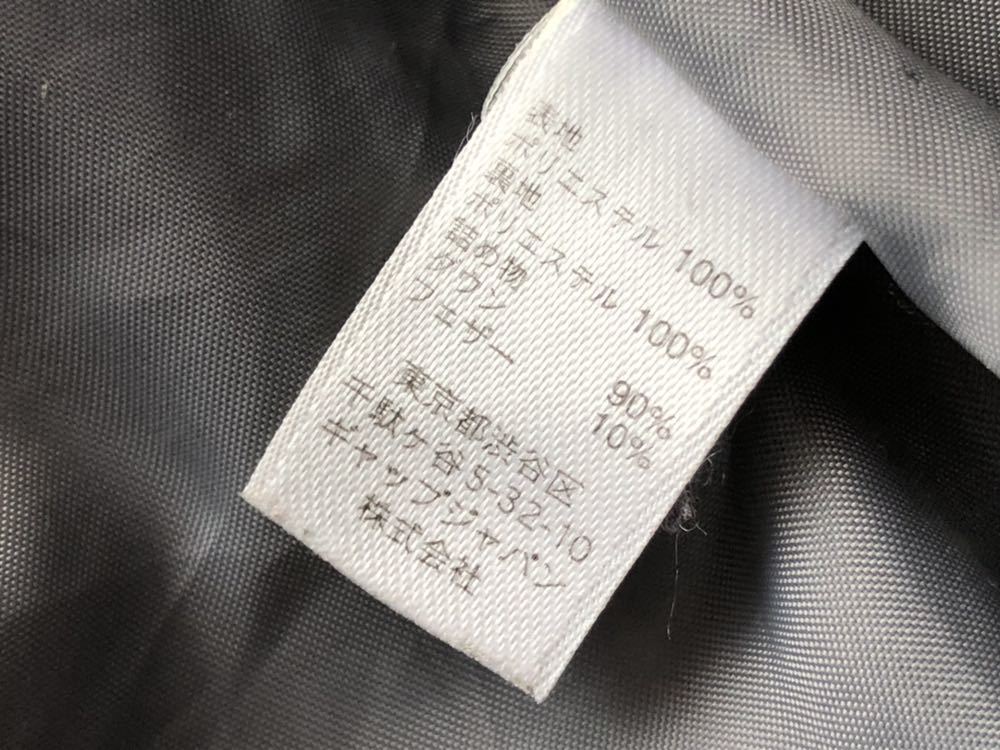 表地
ポリエステル 100%
裏地
ポリエステル 100%
詰め物
ダウン 90%
フェザー 10%
東京都渋谷区
千駄ケ谷5-32-10
ギャップジャパン
株式会社